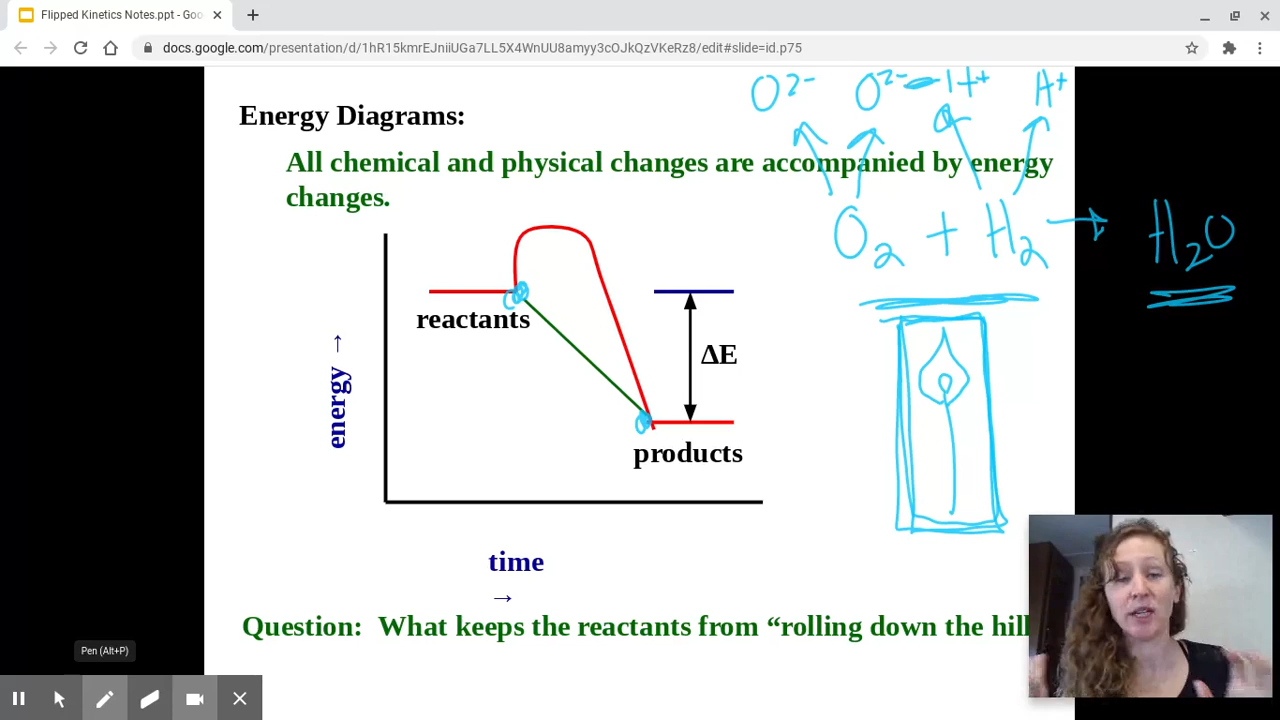 Flipped Kinetics Notes.ppt - Goo
docs.google.com/presentation/d/1hR15kmrEJniiUGa7LL5X4WnUU8amyy3cOJkQzVKeRz8/edit#slide=id.p75
O²⁻ O²⁻ H⁺ H⁺
Energy Diagrams:
All chemical and physical changes are accompanied by energy
changes.
O₂ + H₂ → H₂O
reactants
ΔE
energy →
products
time
→
Question: What keeps the reactants from “rolling down the hill
Pen (Alt+P)